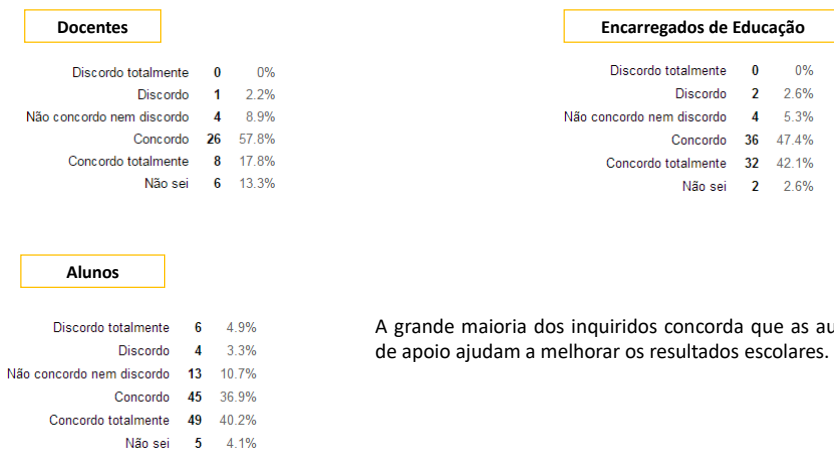 Docentes
Discordo totalmente 0 0%
Discordo 1 2.2%
Não concordo nem discordo 4 8.9%
Concordo 26 57.8%
Concordo totalmente 8 17.8%
Não sei 6 13.3%
Encarregados de Educação
Discordo totalmente 0 0%
Discordo 2 2.6%
Não concordo nem discordo 4 5.3%
Concordo 36 47.4%
Concordo totalmente 32 42.1%
Não sei 2 2.6%
Alunos
Discordo totalmente 6 4.9%
Discordo 4 3.3%
Não concordo nem discordo 13 10.7%
Concordo 45 36.9%
Concordo totalmente 49 40.2%
Não sei 5 4.1%
A grande maioria dos inquiridos concorda que as
de apoio ajudam a melhorar os resultados escolares.